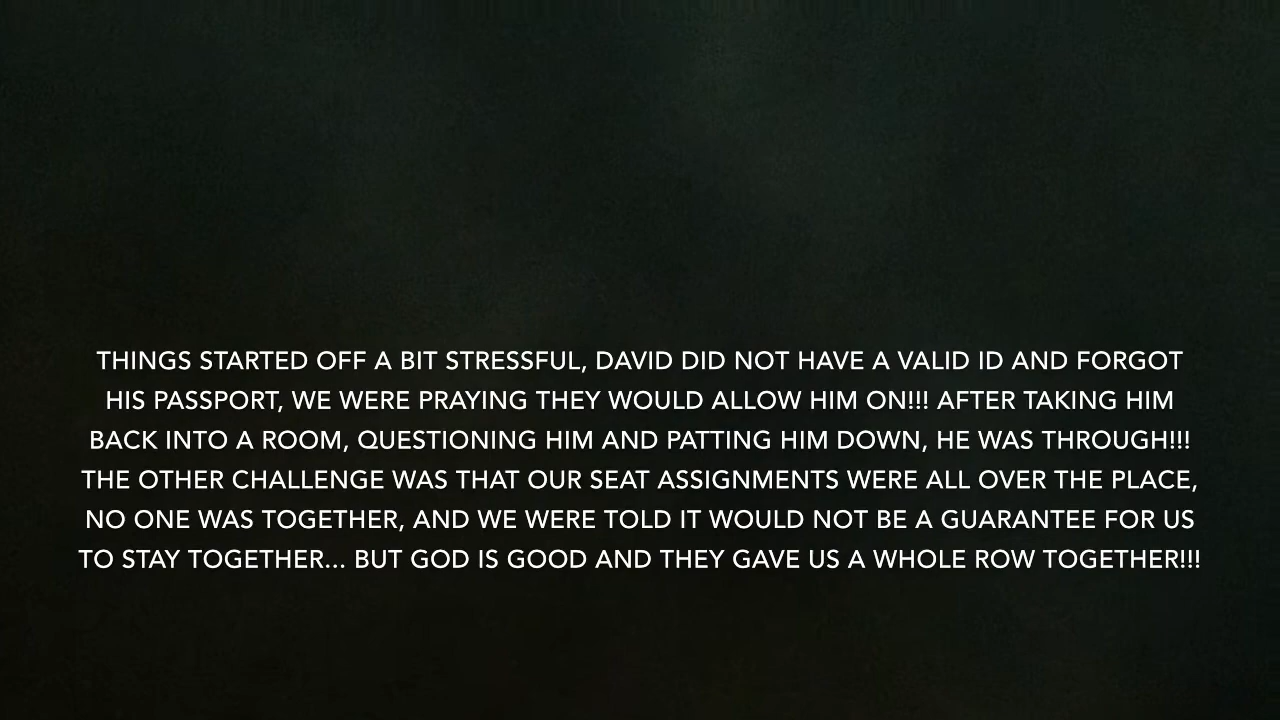 THINGS STARTED OFF A BIT STRESSFUL, DAVID DID NOT HAVE A VALID ID AND FORGOT
HIS PASSPORT, WE WERE PRAYING THEY WOULD ALLOW HIM ON!!! AFTER TAKING HIM
BACK INTO A ROOM, QUESTIONING HIM AND PATTING HIM DOWN, HE WAS THROUGH!!!
THE OTHER CHALLENGE WAS THAT OUR SEAT ASSIGNMENTS WERE ALL OVER THE PLACE,
NO ONE WAS TOGETHER, AND WE WERE TOLD IT WOULD NOT BE A GUARANTEE FOR US
TO STAY TOGETHER... BUT GOD IS GOOD AND THEY GAVE US A WHOLE ROW TOGETHER!!!